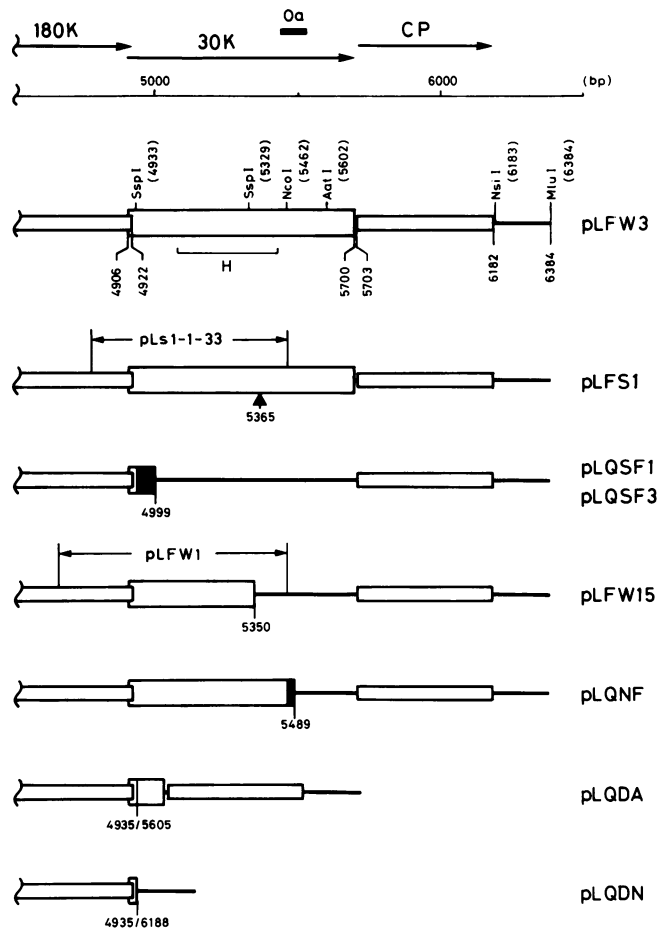 Oa
180K
30K
CP
5000
6000
(bp)
SspI (4933)
SspI (5329)
NcoI (5462)
AatI (5602)
NsiI (6183)
MluI (6384)
pLFW3
H
4906
4922
5700
5703
6182
6384
pLs1-1-33
pLFS1
5365
pLQSF1
pLQSF3
4999
pLFW1
pLFW15
5350
pLQNF
5489
pLQDA
4935/5605
pLQDN
4935/6188